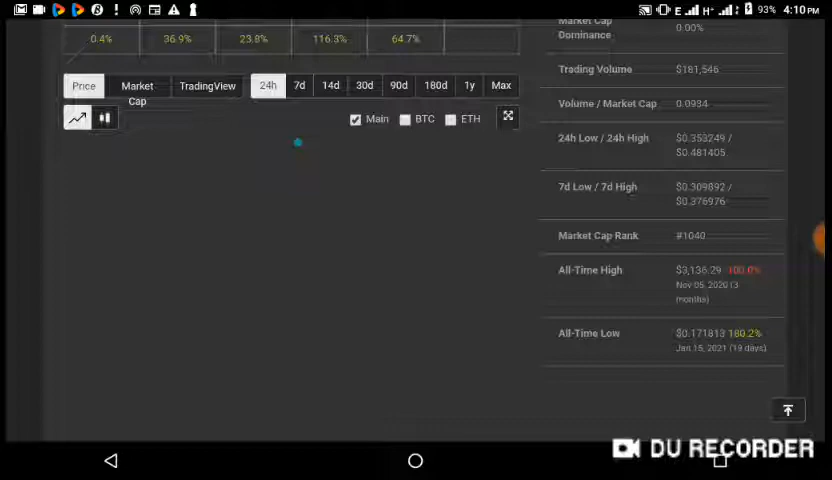 E H+ 93% 4:10PM
0.4% 36.9% 23.8% 116.3% 64.7%
Price Market Cap TradingView 24h 7d 14d 30d 90d 180d 1y Max
Main BTC ETH
Market Cap
Dominance 0.00%
Trading Volume $181,546
Volume / Market Cap 0.0934
24h Low / 24h High $0.353249 /
$0.481405
7d Low / 7d High $0.309892 /
$0.376976
Market Cap Rank #1040
All-Time High $3,136.29 100.0%
Nov 05, 2020 (3
months)
All-Time Low $0.171813 180.2%
Jan 15, 2021 (19 days)
DU RECORDER